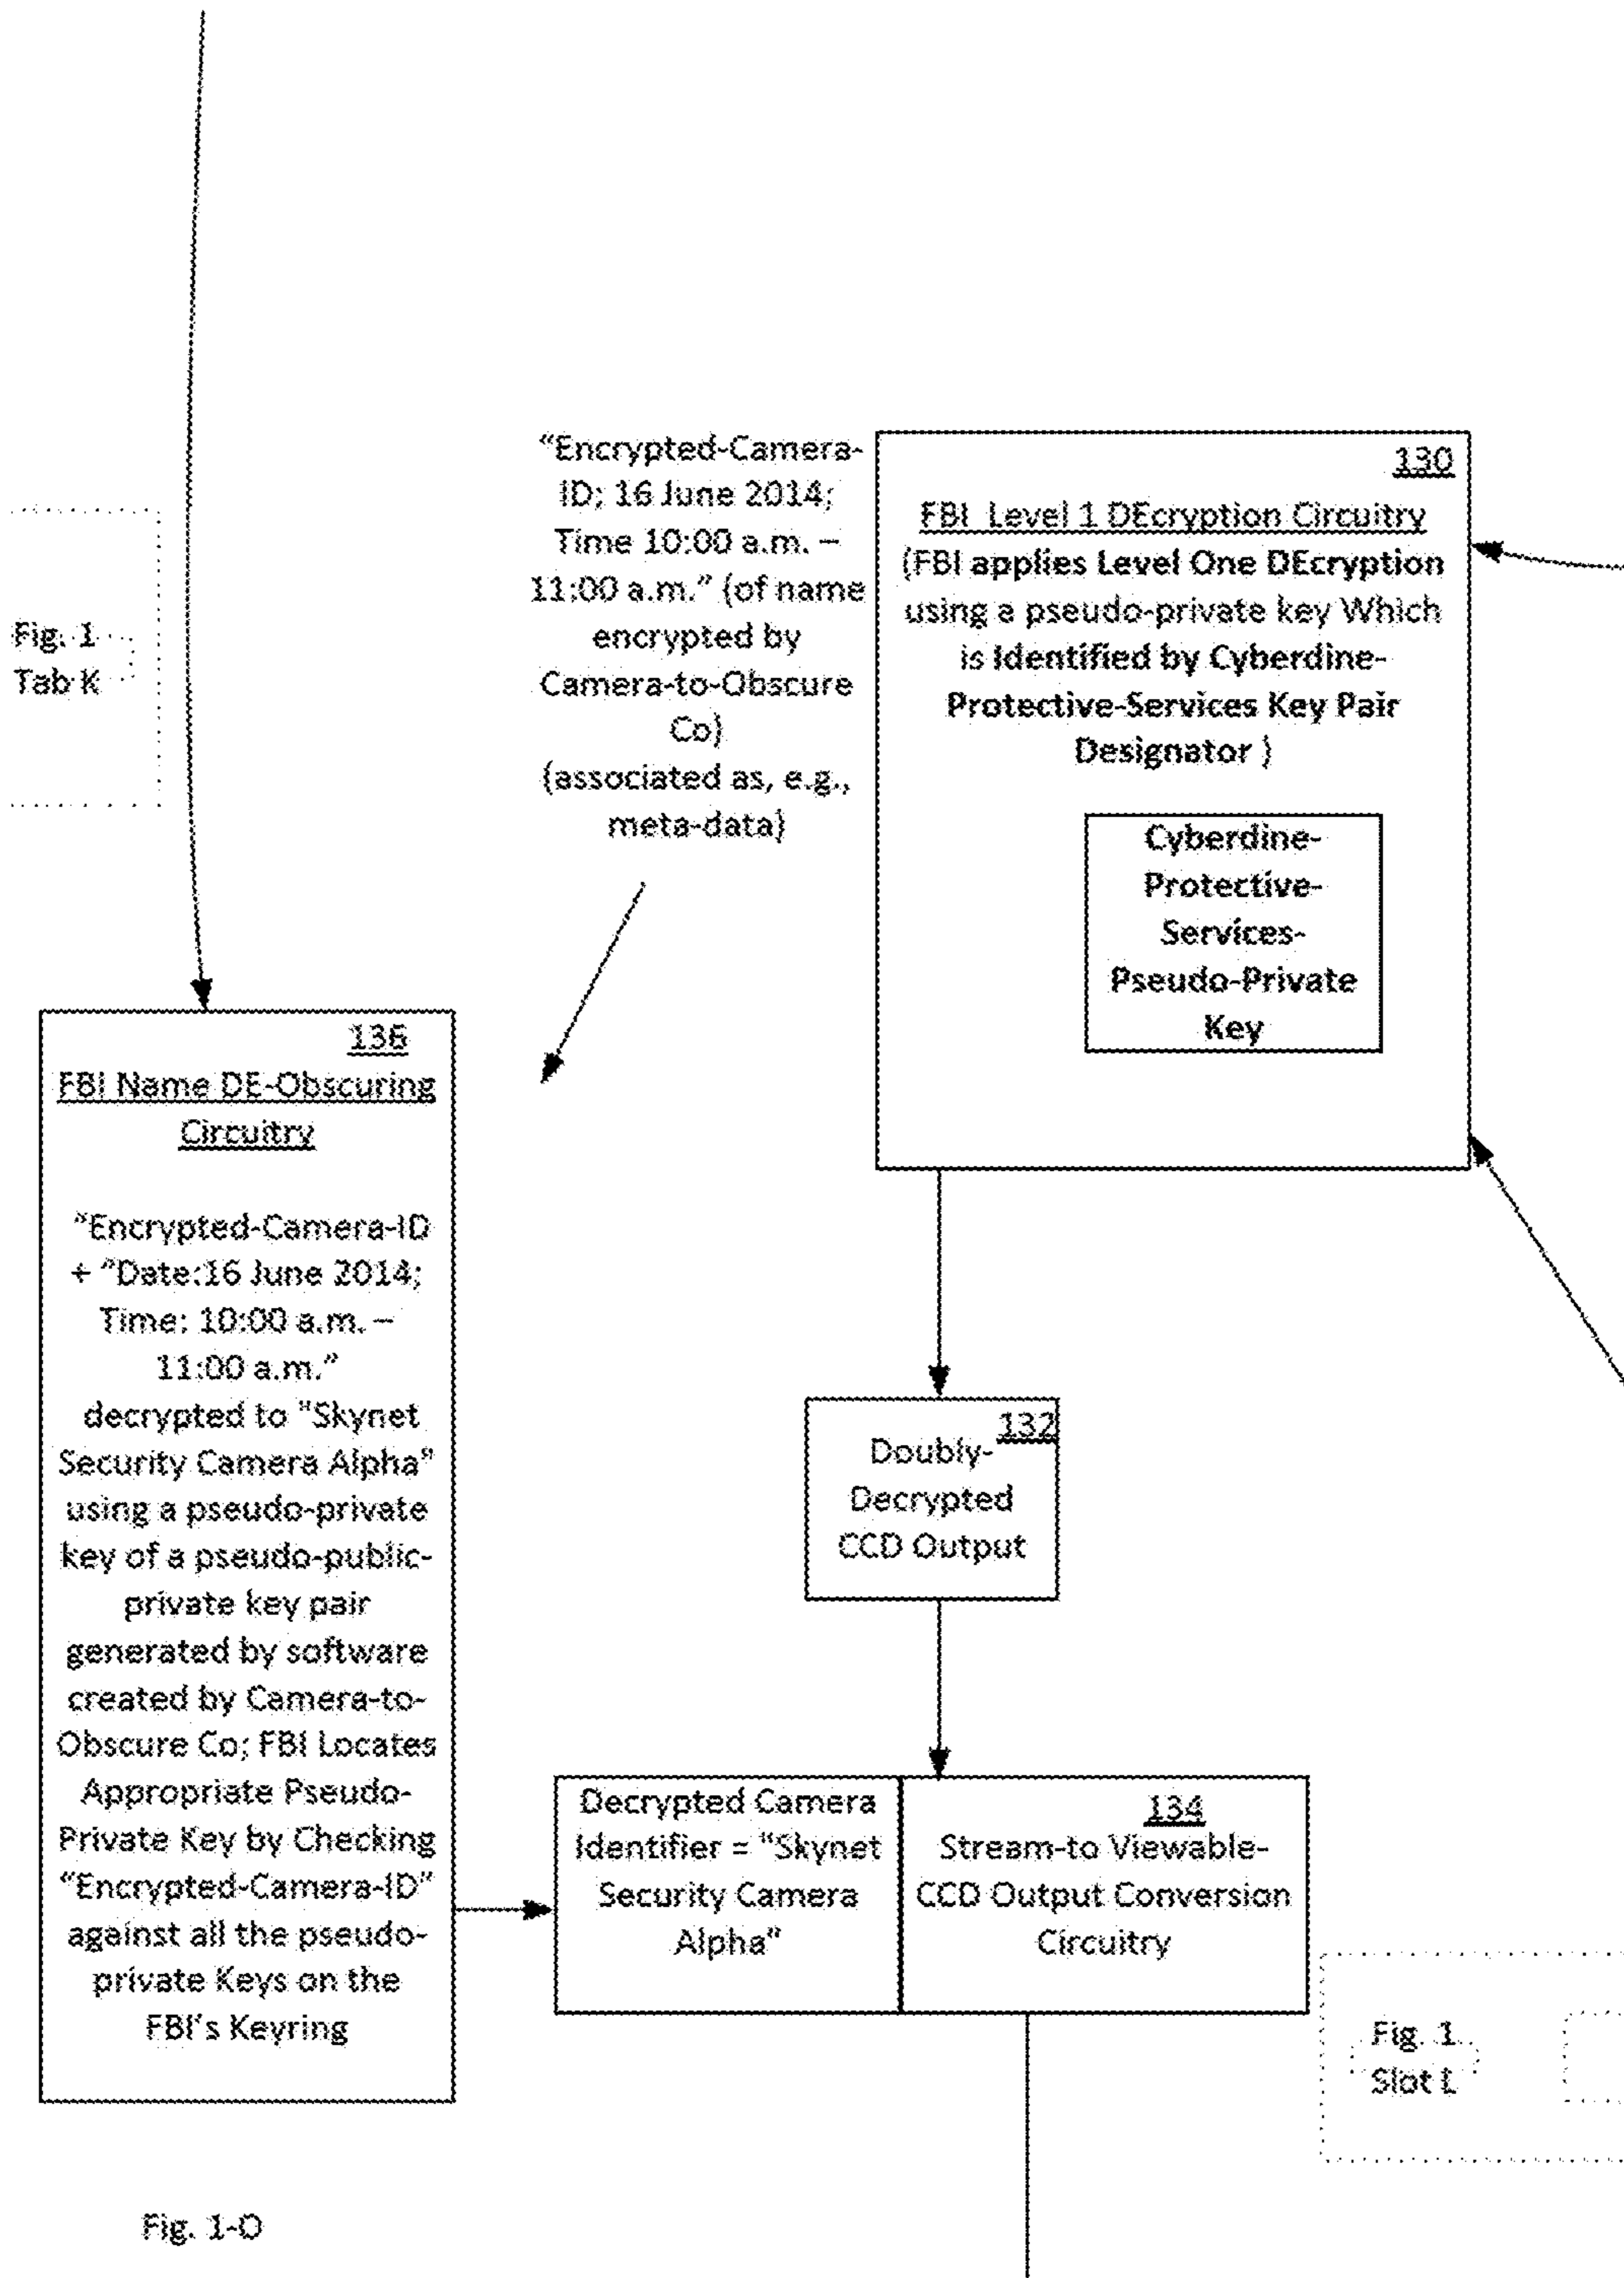 "Encrypted-Camera-
ID; 16 June 2014;
Time 10:00 a.m. –
11:00 a.m." (of name
encrypted by
Camera-to-Obscure
Co)
(associated as, e.g.,
meta-data)
130
FBI Level 1 DEcryption Circuitry
(FBI applies Level One DEcryption
using a pseudo-private key Which
is Identified by Cyberdine-
Protective-Services Key Pair
Designator )
Cyberdine-
Protective-
Services-
Pseudo-Private
Key
Fig. 1
Tab K
136
FBI Name DE-Obscuring
Circuitry
"Encrypted-Camera-ID
+ "Date:16 June 2014;
Time: 10:00 a.m. –
11:00 a.m."
decrypted to "Skynet
Security Camera Alpha"
using a pseudo-private
key of a pseudo-public-
private key pair
generated by software
created by Camera-to-
Obscure Co; FBI Locates
Appropriate Pseudo-
Private Key by Checking
"Encrypted-Camera-ID"
against all the pseudo-
private Keys on the
FBI's Keyring
132
Doubly-
Decrypted
CCD Output
Decrypted Camera
Identifier = "Skynet
Security Camera
Alpha"
134
Stream-to Viewable-
CCD Output Conversion
Circuitry
Fig. 1
Slot L
Fig. 1-O